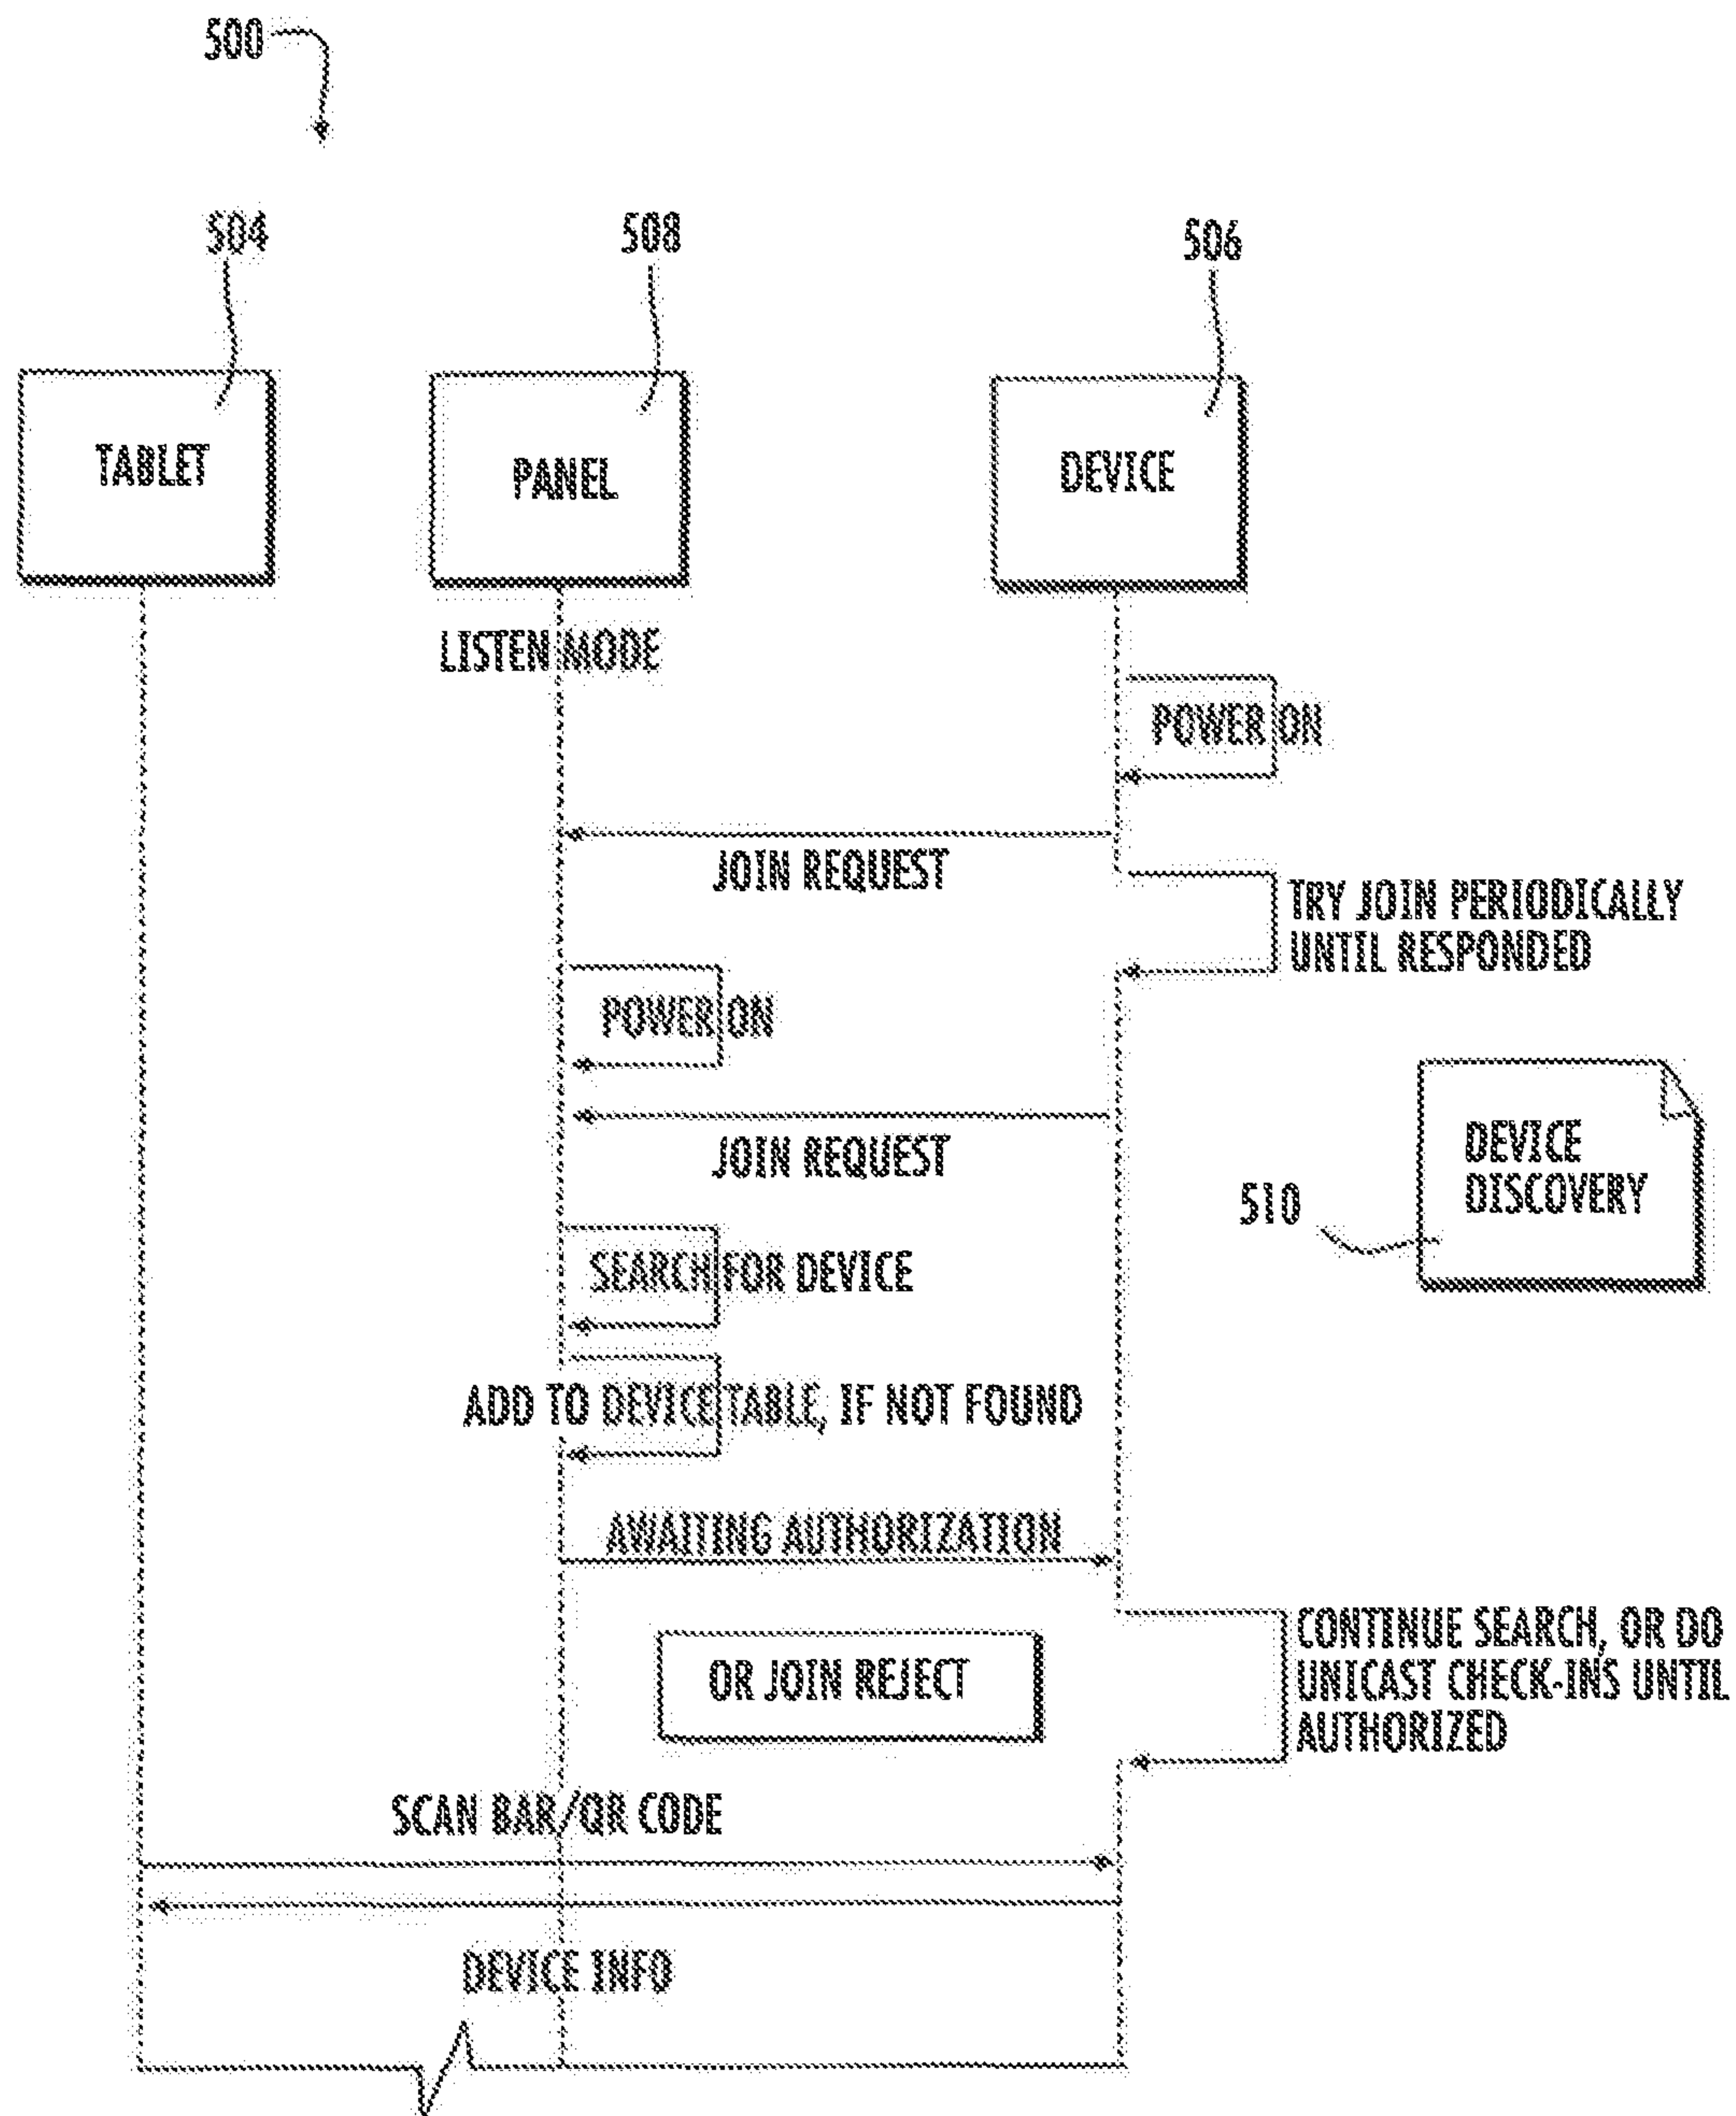 500
504
508
506
TABLET
PANEL
DEVICE
LISTEN MODE
POWER ON
JOIN REQUEST
TRY JOIN PERIODICALLY
UNTIL RESPONDED
POWER ON
JOIN REQUEST
DEVICE
DISCOVERY
510
SEARCH FOR DEVICE
ADD TO DEVICE TABLE, IF NOT FOUND
AWAITING AUTHORIZATION
OR JOIN REJECT
CONTINUE SEARCH, OR DO
UNICAST CHECK-INS UNTIL
AUTHORIZED
SCAN BAR/QR CODE
DEVICE INFO